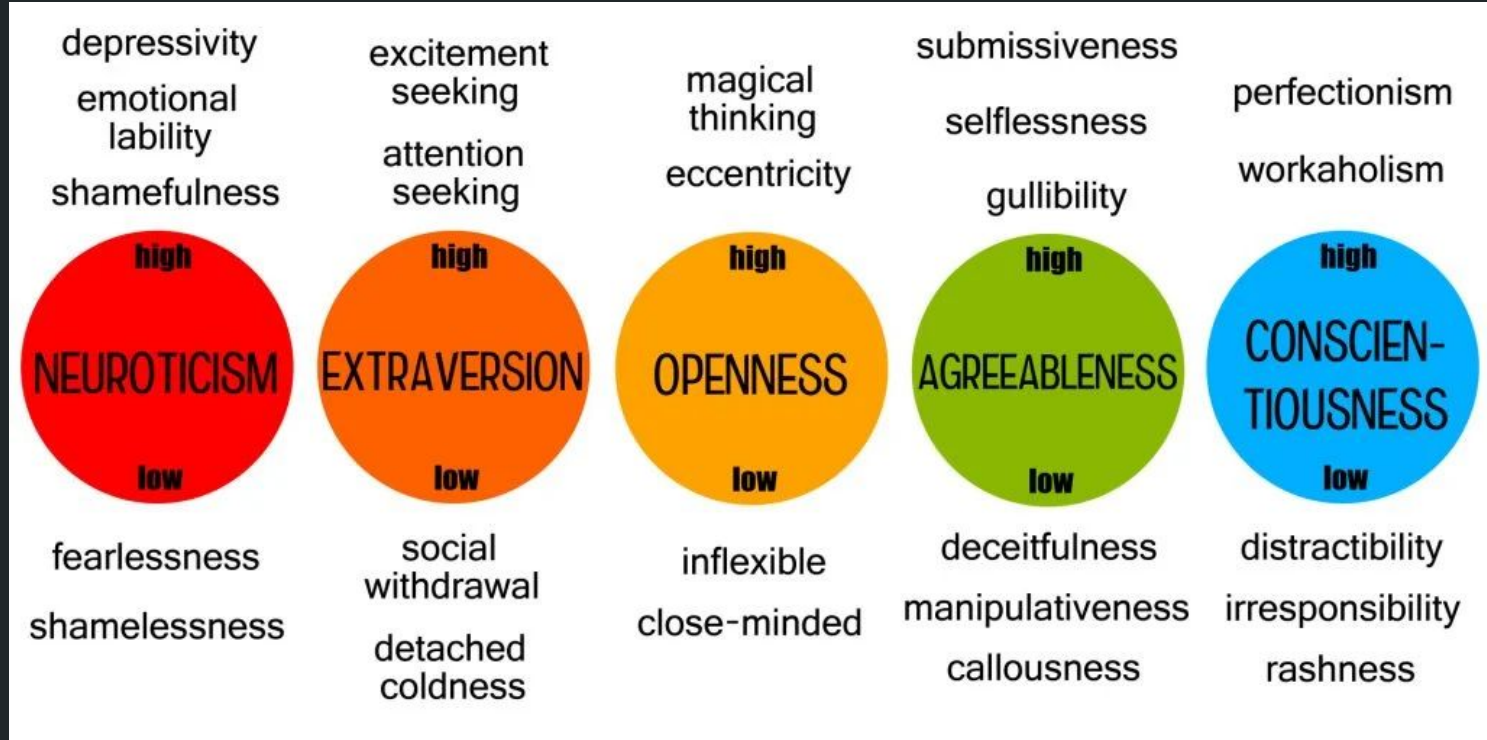 depressivity
emotional
lability
shamefulness
high
NEUROTICISM
low
fearlessness
shamelessness
excitement
seeking
attention
seeking
high
EXTRAVERSION
low
social
withdrawal
detached
coldness
magical
thinking
eccentricity
high
OPENNESS
low
inflexible
close-minded
submissiveness
selflessness
gullibility
high
AGREEABLENESS
low
deceitfulness
manipulativeness
callousness
perfectionism
workaholism
high
CONSCIEN-
TIOUSNESS
low
distractibility
irresponsibility
rashness